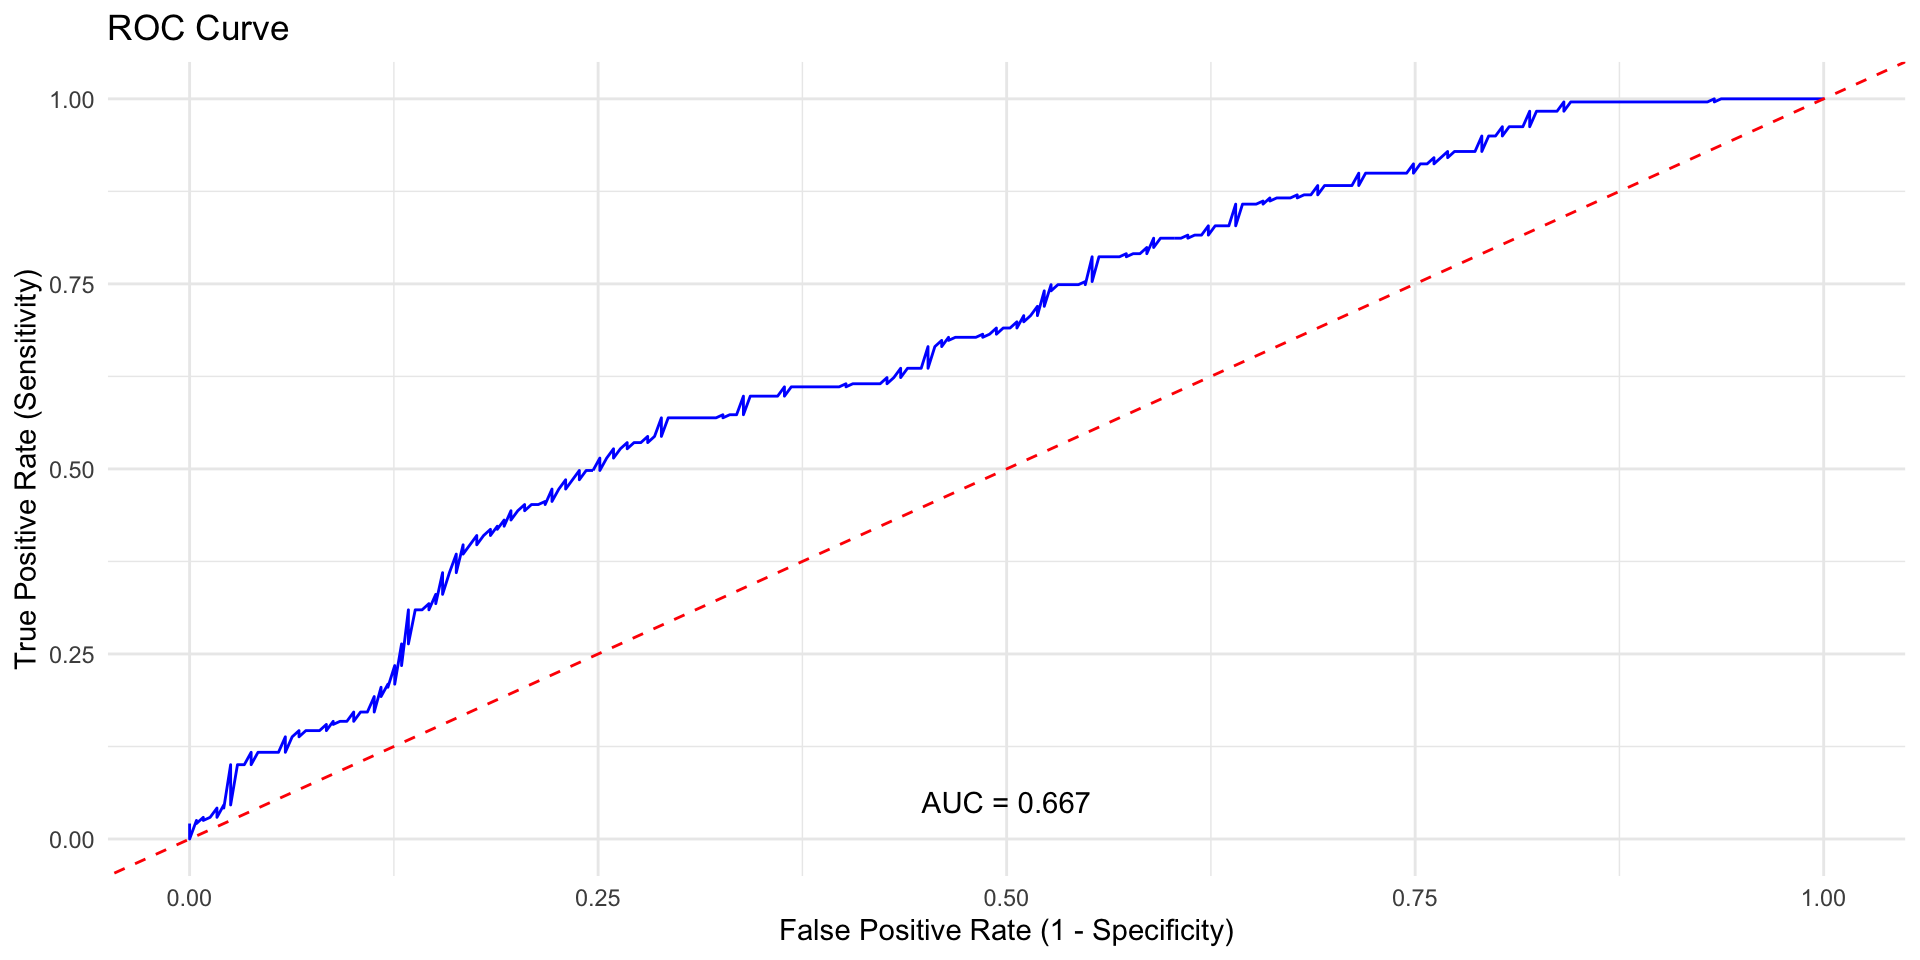 ROC Curve
1.00
0.75
0.50
0.25
0.00
True Positive Rate (Sensitivity)
AUC = 0.667
0.00 0.25 0.50 0.75 1.00
False Positive Rate (1 - Specificity)